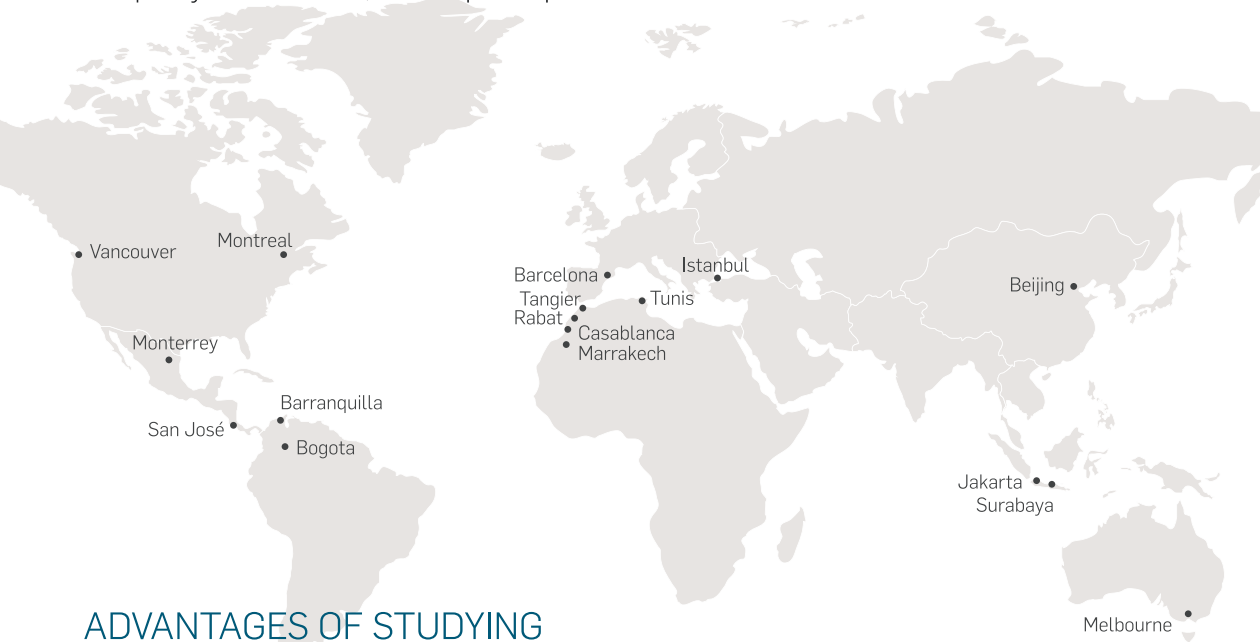 Vancouver
Montreal
Monterrey
San José
Barranquilla
Bogota
Barcelona
Istanbul
Tangier
Tunis
Rabat
Casablanca
Marrakech
Beijing
Jakarta
Surabaya
Melbourne
ADVANTAGES OF STUDYING